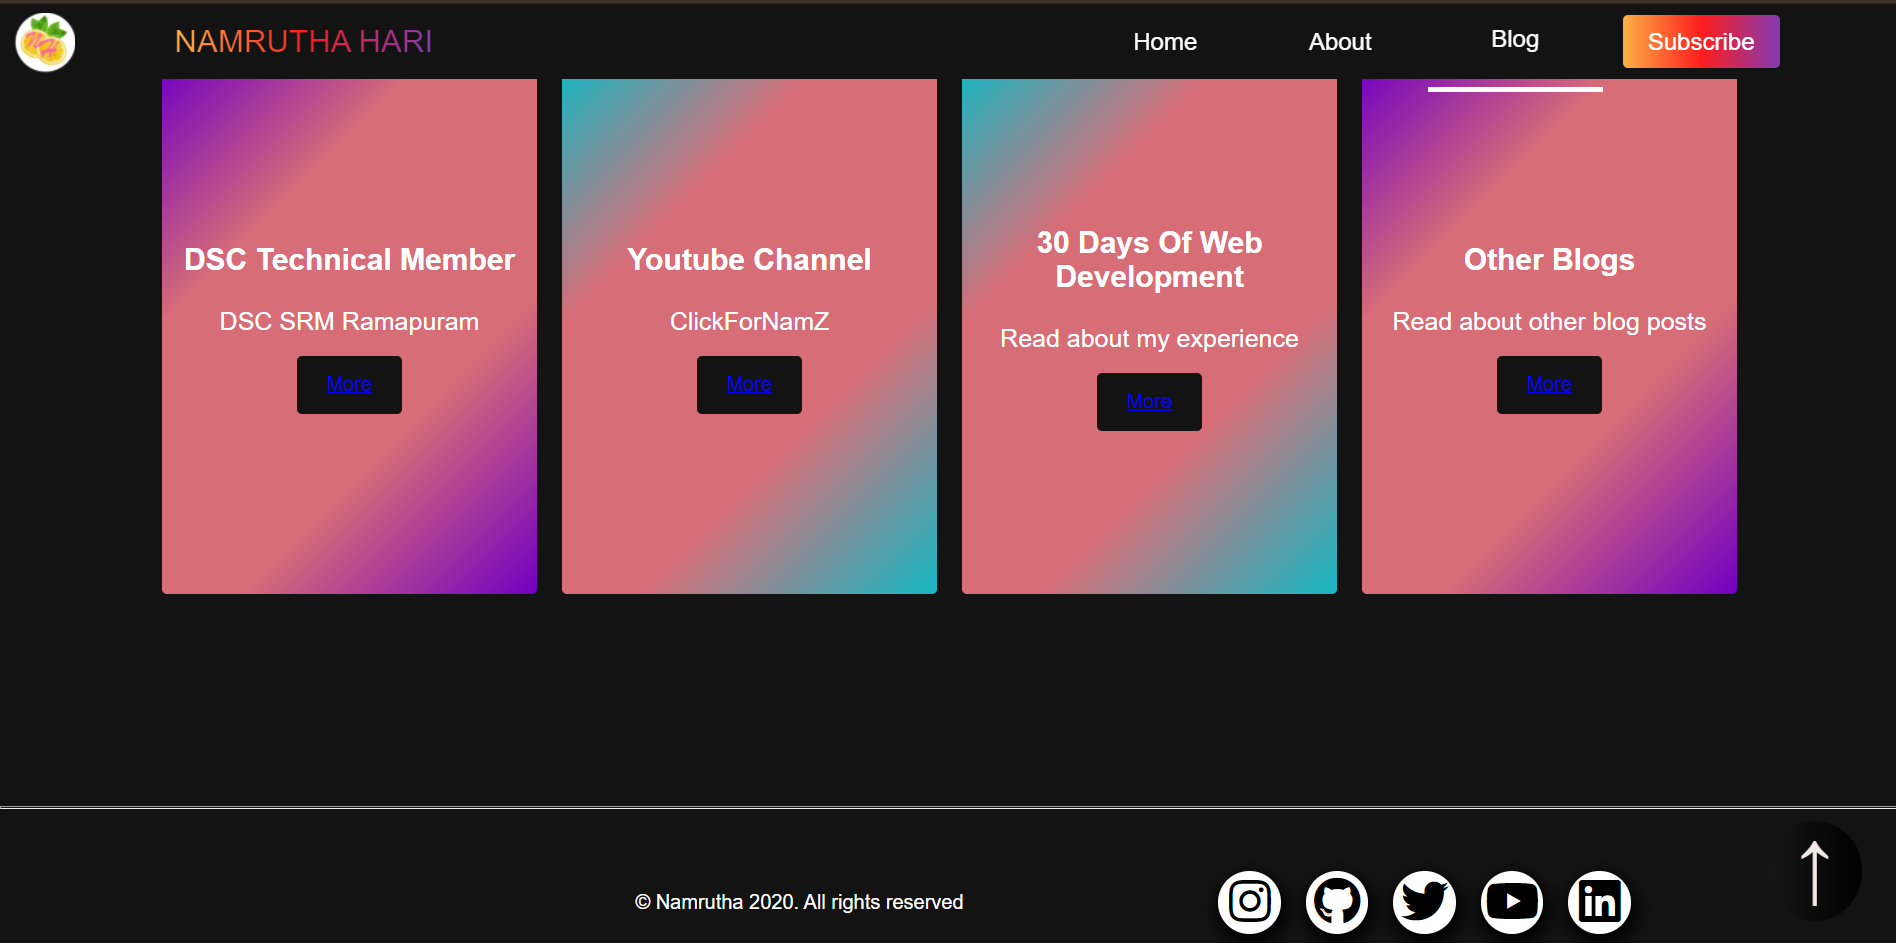 NH
NAMRUTHA HARI
Home
About
Blog
Subscribe
DSC Technical Member
DSC SRM Ramapuram
More
Youtube Channel
ClickForNamZ
More
30 Days Of Web
Development
Read about my experience
More
Other Blogs
Read about other blog posts
More
© Namrutha 2020. All rights reserved
in